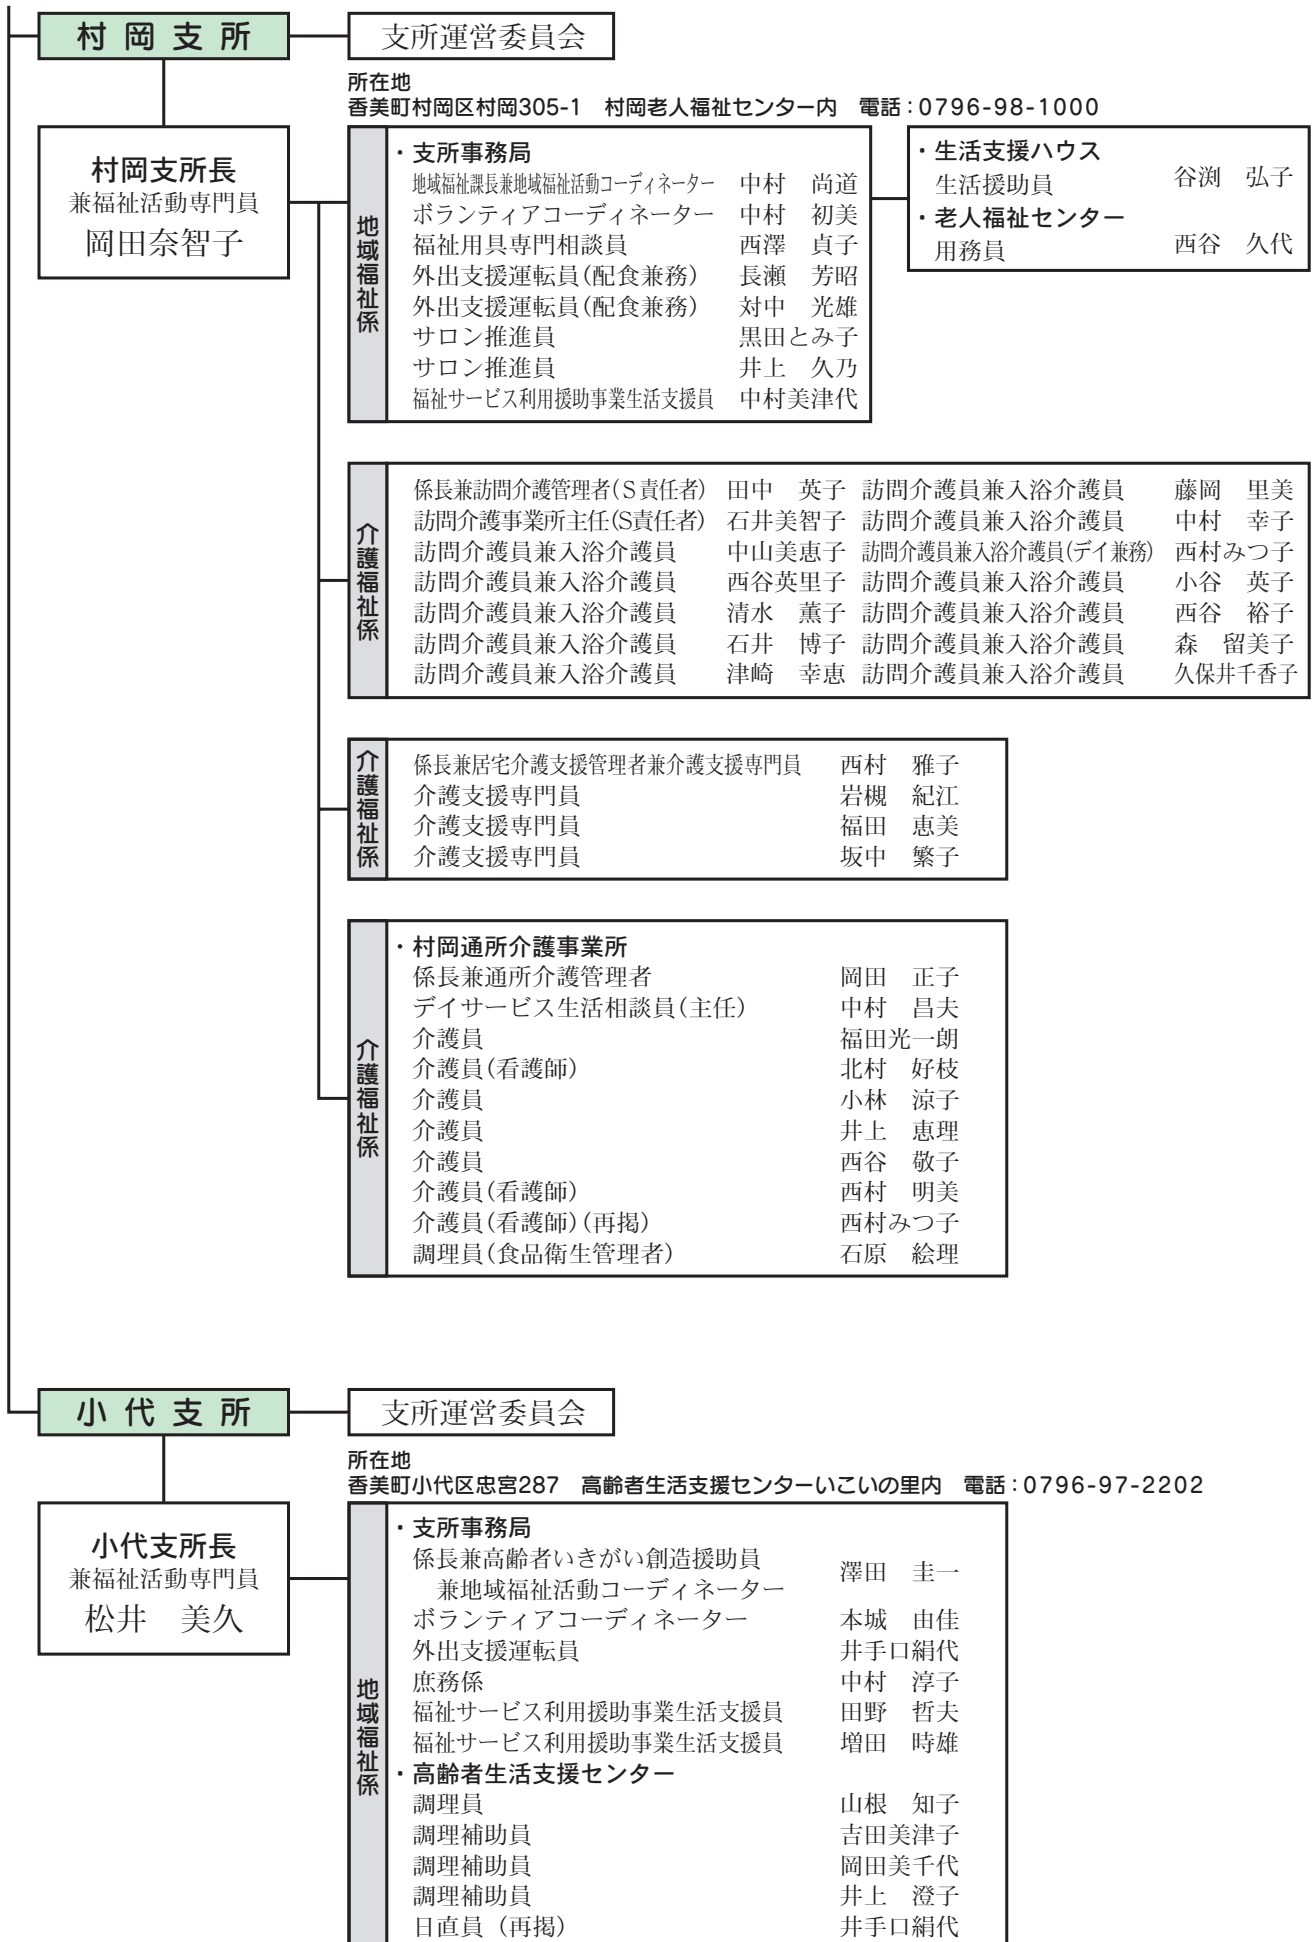 村岡支所
支所運営委員会
所在地
香美町村岡区村岡305-1　村岡老人福祉センター内　電話：0796-98-1000
村岡支所長
兼福祉活動専門員
岡田奈智子
地域福祉係
・支所事務局
地域福祉課長兼地域福祉活動コーディネーター　中村　尚道
ボランティアコーディネーター　中村　初美
福祉用具専門相談員　西澤　貞子
外出支援運転員(配食兼務)　長瀬　芳昭
外出支援運転員(配食兼務)　対中　光雄
サロン推進員　黒田とみ子
サロン推進員　井上　久乃
福祉サービス利用援助事業生活支援員　中村美津代
・生活支援ハウス
生活援助員　谷渕　弘子
・老人福祉センター
用務員　西谷　久代
介護福祉係
係長兼訪問介護管理者(S責任者)　田中　英子　訪問介護員兼入浴介護員　藤岡　里美
訪問介護事業所主任(S責任者)　石井美智子　訪問介護員兼入浴介護員　中村　幸子
訪問介護員兼入浴介護員　中山美恵子　訪問介護員兼入浴介護員(デイ兼務)　西村みつ子
訪問介護員兼入浴介護員　西谷英里子　訪問介護員兼入浴介護員　小谷　英子
訪問介護員兼入浴介護員　清水　薫子　訪問介護員兼入浴介護員　西谷　裕子
訪問介護員兼入浴介護員　石井　博子　訪問介護員兼入浴介護員　森　留美子
訪問介護員兼入浴介護員　津崎　幸恵　訪問介護員兼入浴介護員　久保井千香子
介護福祉係
係長兼居宅介護支援管理者兼介護支援専門員　西村　雅子
介護支援専門員　岩槻　紀江
介護支援専門員　福田　恵美
介護支援専門員　坂中　繁子
介護福祉係
・村岡通所介護事業所
係長兼通所介護管理者　岡田　正子
デイサービス生活相談員(主任)　中村　昌夫
介護員　福田光一朗
介護員(看護師)　北村　好枝
介護員　小林　涼子
介護員　井上　恵理
介護員　西谷　敬子
介護員(看護師)　西村　明美
介護員(看護師)(再掲)　西村みつ子
調理員(食品衛生管理者)　石原　絵理
小代支所
支所運営委員会
所在地
香美町小代区忠宮287　高齢者生活支援センターいこいの里内　電話：0796-97-2202
小代支所長
兼福祉活動専門員
松井　美久
地域福祉係
・支所事務局
係長兼高齢者いきがい創造援助員
兼地域福祉活動コーディネーター　澤田　圭一
ボランティアコーディネーター　本城　由佳
外出支援運転員　井手口絹代
庶務係　中村　淳子
福祉サービス利用援助事業生活支援員　田野　哲夫
福祉サービス利用援助事業生活支援員　増田　時雄
・高齢者生活支援センター
調理員　山根　知子
調理補助員　吉田美津子
調理補助員　岡田美千代
調理補助員　井上　澄子
日直員（再掲）　井手口絹代